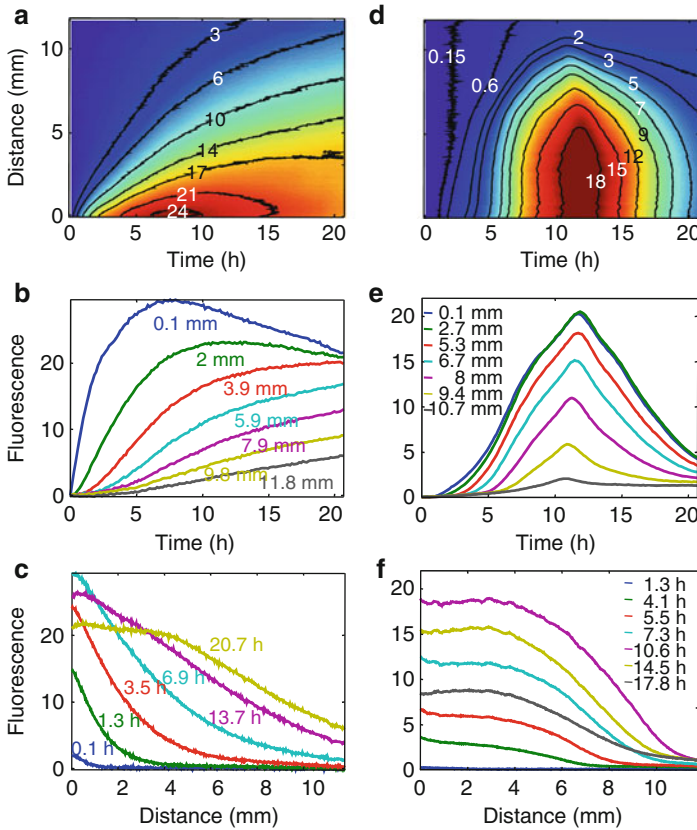 a
Distance (mm)
10
5
0
3
6
10
14
17
21
24
0 5 10 15 20
Time (h)
d
0.15
0.6
2
3
5
7
9
12
15
18
0 5 10 15 20
Time (h)
b
Fluorescence
20
10
0
0.1 mm
2 mm
3.9 mm
5.9 mm
7.9 mm
9.8 mm
11.8 mm
0 5 10 15 20
Time (h)
e
20
15
10
5
0
0.1 mm
2.7 mm
5.3 mm
6.7 mm
8 mm
9.4 mm
10.7 mm
0 5 10 15 20
Time (h)
c
Fluorescence
20
10
0
20.7 h
6.9 h
3.5 h
13.7 h
1.3 h
0.1 h
0 2 4 6 8 10
Distance (mm)
f
20
15
10
5
0
1.3 h
4.1 h
5.5 h
7.3 h
10.6 h
14.5 h
17.8 h
0 2 4 6 8 10
Distance (mm)